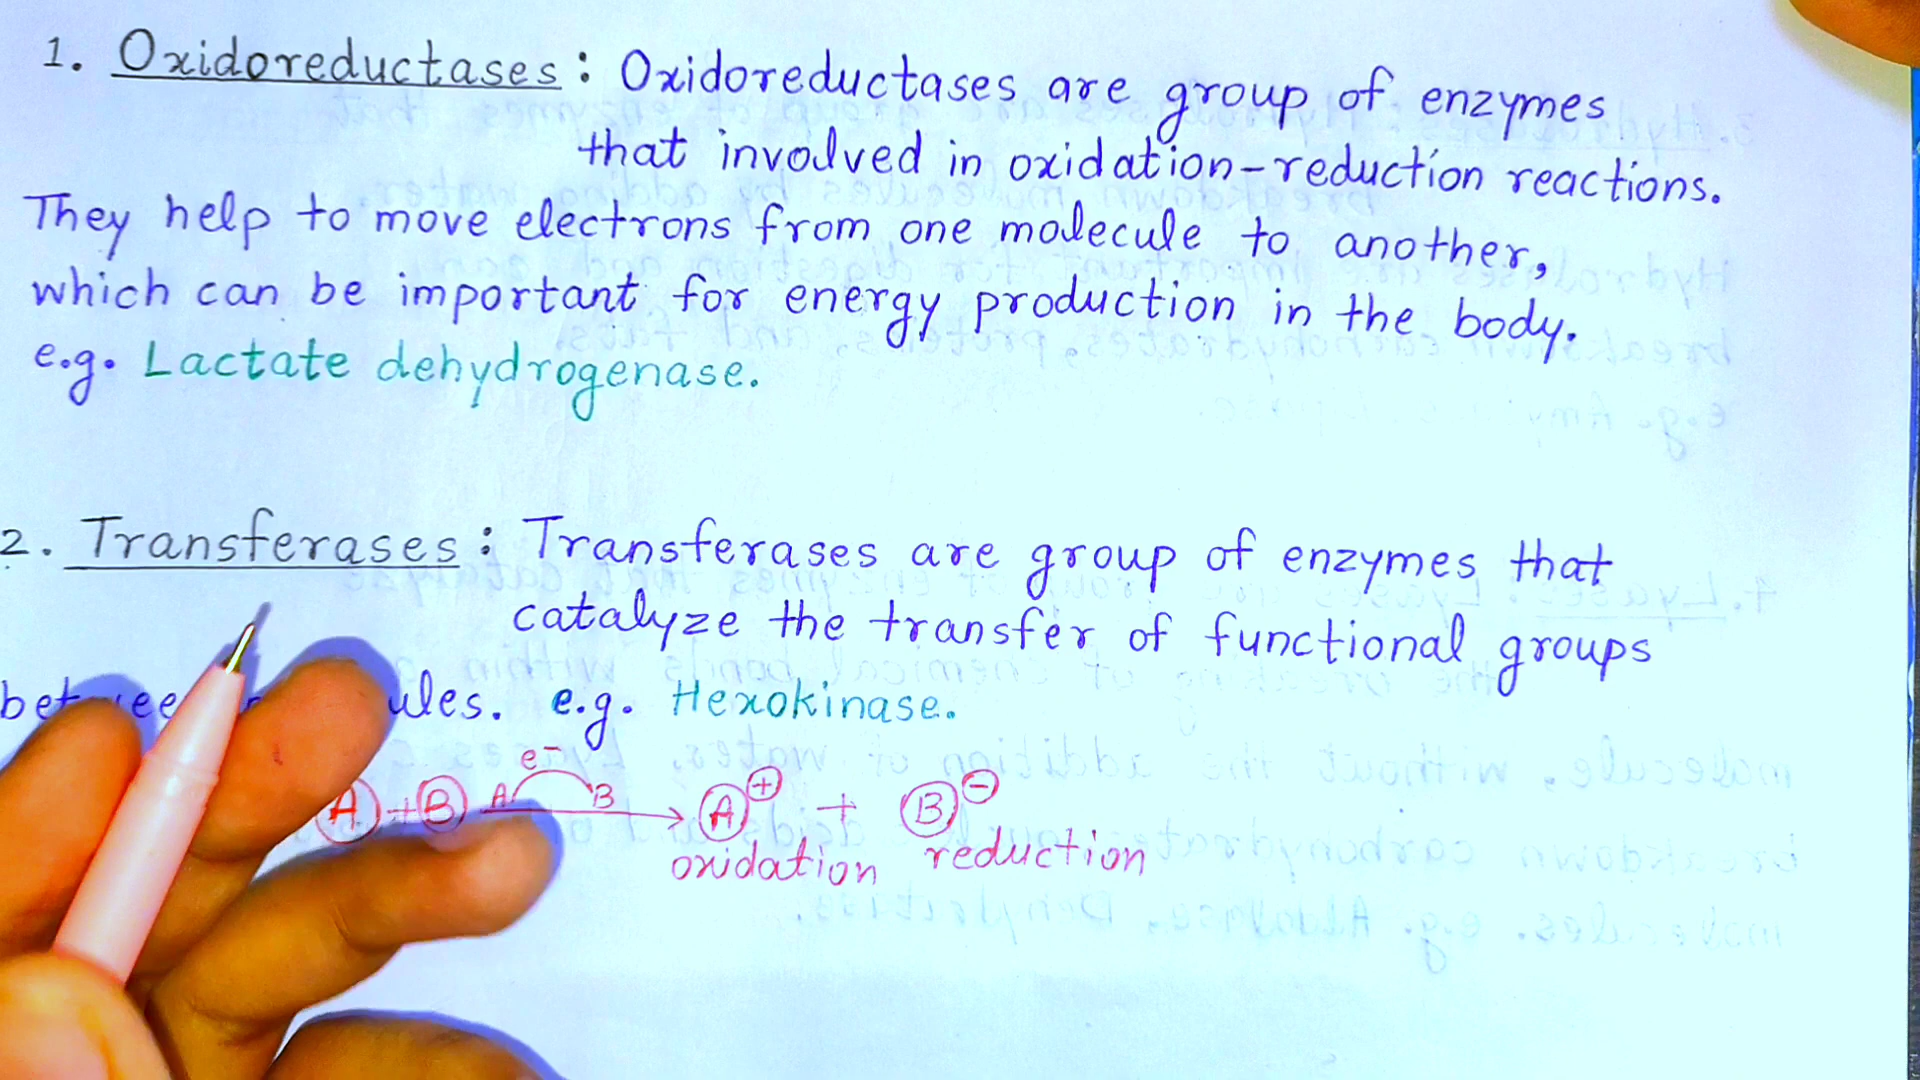 1. Oxidoreductases : Oxidoreductases are group of enzymes
that involved in oxidation-reduction reactions.
They help to move electrons from one molecule to another,
which can be important for energy production in the body.
e.g. Lactate dehydrogenase.
2. Transferases : Transferases are group of enzymes that
catalyze the transfer of functional groups
e.g. Hexokinase.
e⁻
A + B A B A⊕ + B⊖
oxidation reduction